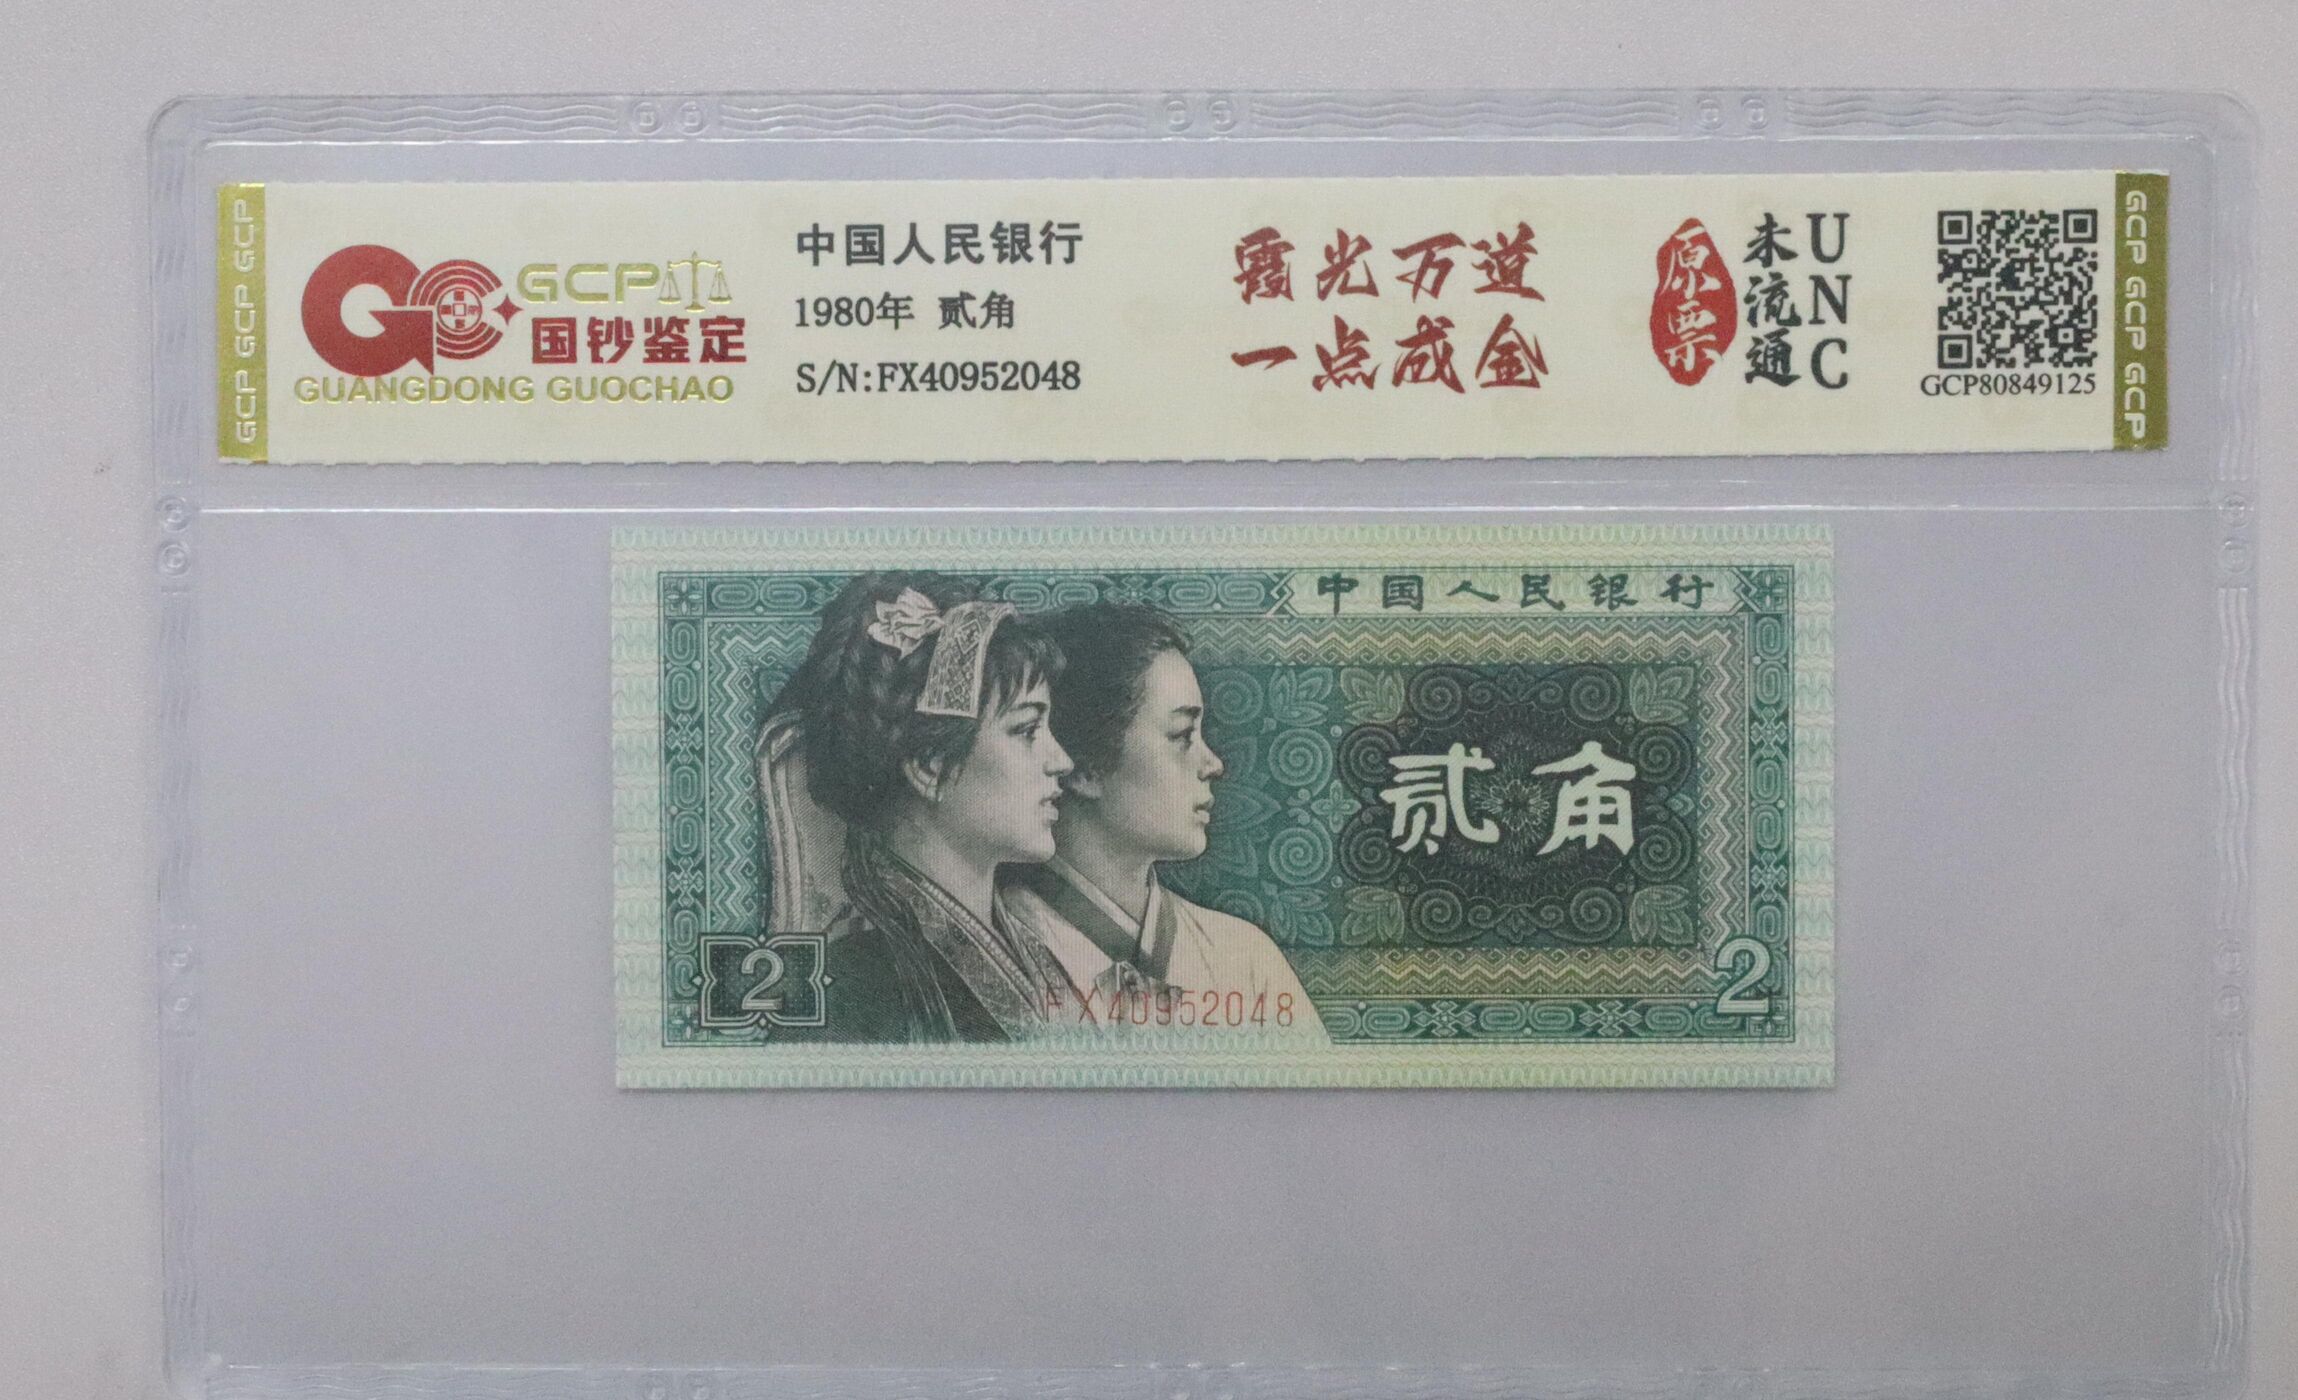 GCP GCP GCP
GCP
国钞鉴定
GUANGDONG GUOCHAO
中国人民银行
1980年 贰角
S/N:FX40952048
霞光万道
一点成金
原票
未流通
UNC
GCP80849125
GCP GCP GCP
中国人民银行
贰角
2
2
FX40952048